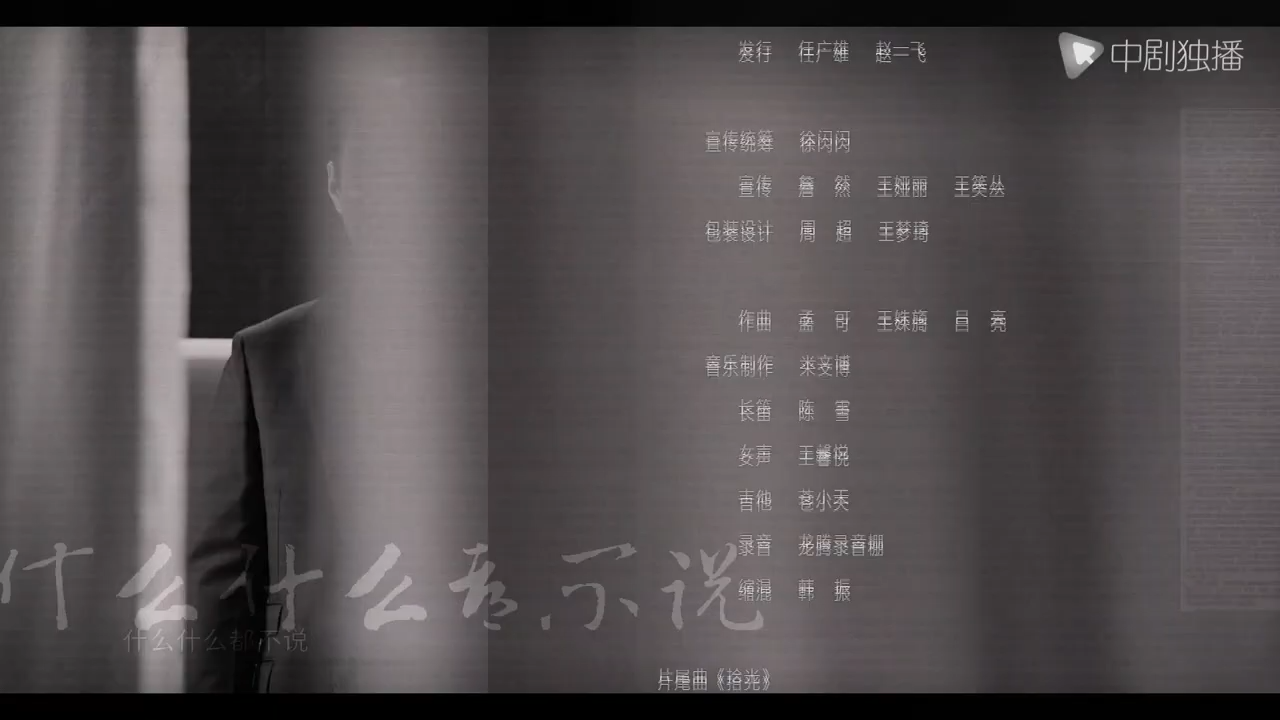 中剧独播
发行 任广雄 赵一飞
宣传统筹 徐闪闪
宣传 詹 然 王娅丽 王笑丛
包装设计 周 超 王梦琦
作曲 孟 可 王姝腾 吕 亮
音乐制作 米文博
长笛 陈 雪
女声 王馨悦
吉他 苍小天
录音 龙腾录音棚
缩混 韩 振
什么什么都不说
什么什么都不说
片尾曲《拾光》